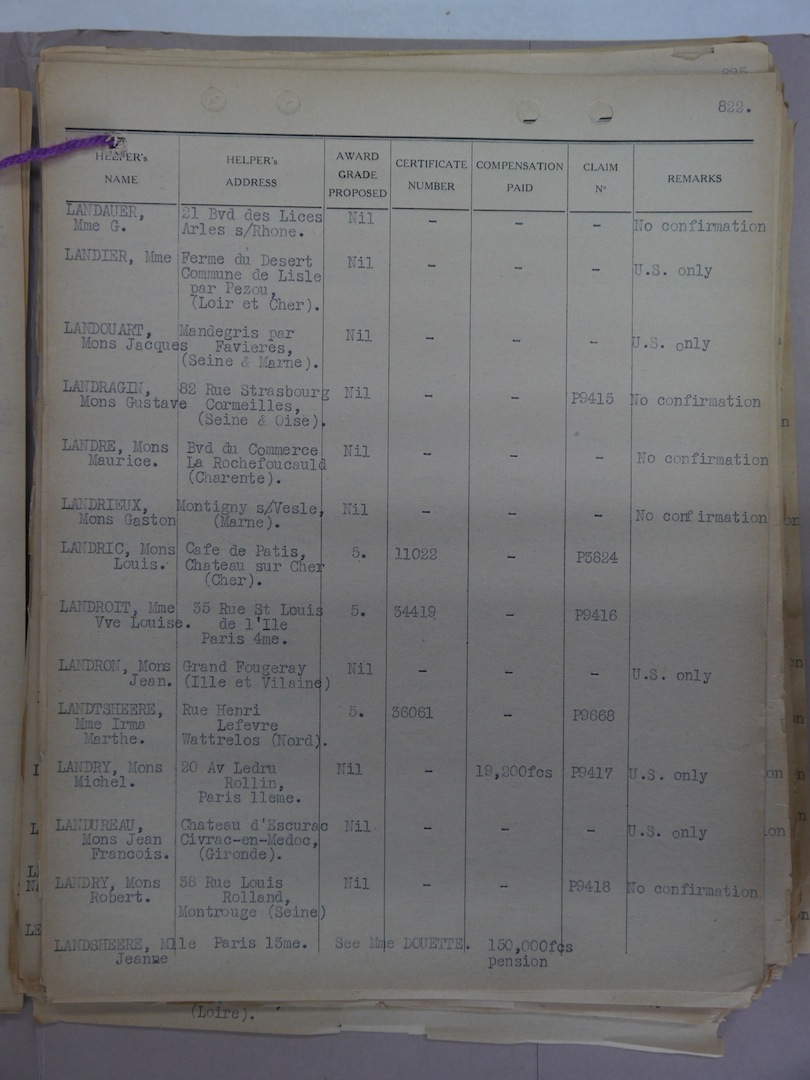 822.
HELPER's NAME HELPER's ADDRESS AWARD GRADE PROPOSED CERTIFICATE NUMBER COMPENSATION PAID CLAIM No REMARKS
LANDAUER, 21 Bvd des Lices Nil - - - No confirmation
Mme G. Arles s/Rhone.
LANDIER, Mme Ferme du Desert Nil - - - U.S. only
Commune de Lisle
par Pezou,
(Loir et Cher).
LANDOUART, Mandegris par Nil - - - U.S. only
Mons Jacques Favieres,
(Seine & Marne).
LANDRAGIN, 82 Rue Strasbourg Nil - - P9415 No confirmation
Mons Gustave Cormeilles,
(Seine & Oise).
LANDRE, Mons Bvd du Commerce Nil - - - No confirmation
Maurice. La Rochefoucauld
(Charente).
LANDRIEUX, Montigny s/Vesle, Nil - - - No confirmation
Mons Gaston (Marne).
LANDRIC, Mons Cafe de Patis, 5. 11022 - P3824
Louis. Chateau sur Cher
(Cher).
LANDROIT, Mme 35 Rue St Louis 5. 34419 - P9416
Vve Louise. de l'Ile
Paris 4me.
LANDRON, Mons Grand Fougeray Nil - - - U.S. only
Jean. (Ille et Vilaine)
LANDTSHEERE, Rue Henri 5. 36061 - P9668
Mme Irma Lefevre
Marthe. Wattrelos (Nord).
LANDRY, Mons 20 Av Ledru Nil - 19,200fcs P9417 U.S. only
Michel. Rollin,
Paris 11eme.
LANDUREAU, Chateau d'Escurac Nil - - - U.S. only
Mons Jean Civrac-en-Medoc,
Francois. (Gironde).
LANDRY, Mons 38 Rue Louis Nil - - P9418 No confirmation
Robert. Rolland,
Montrouge (Seine)
LANDSHEERE, Mlle Paris 13me. See Mme DOUETTE. 150,000fcs
Jeanne pension
(Loire).